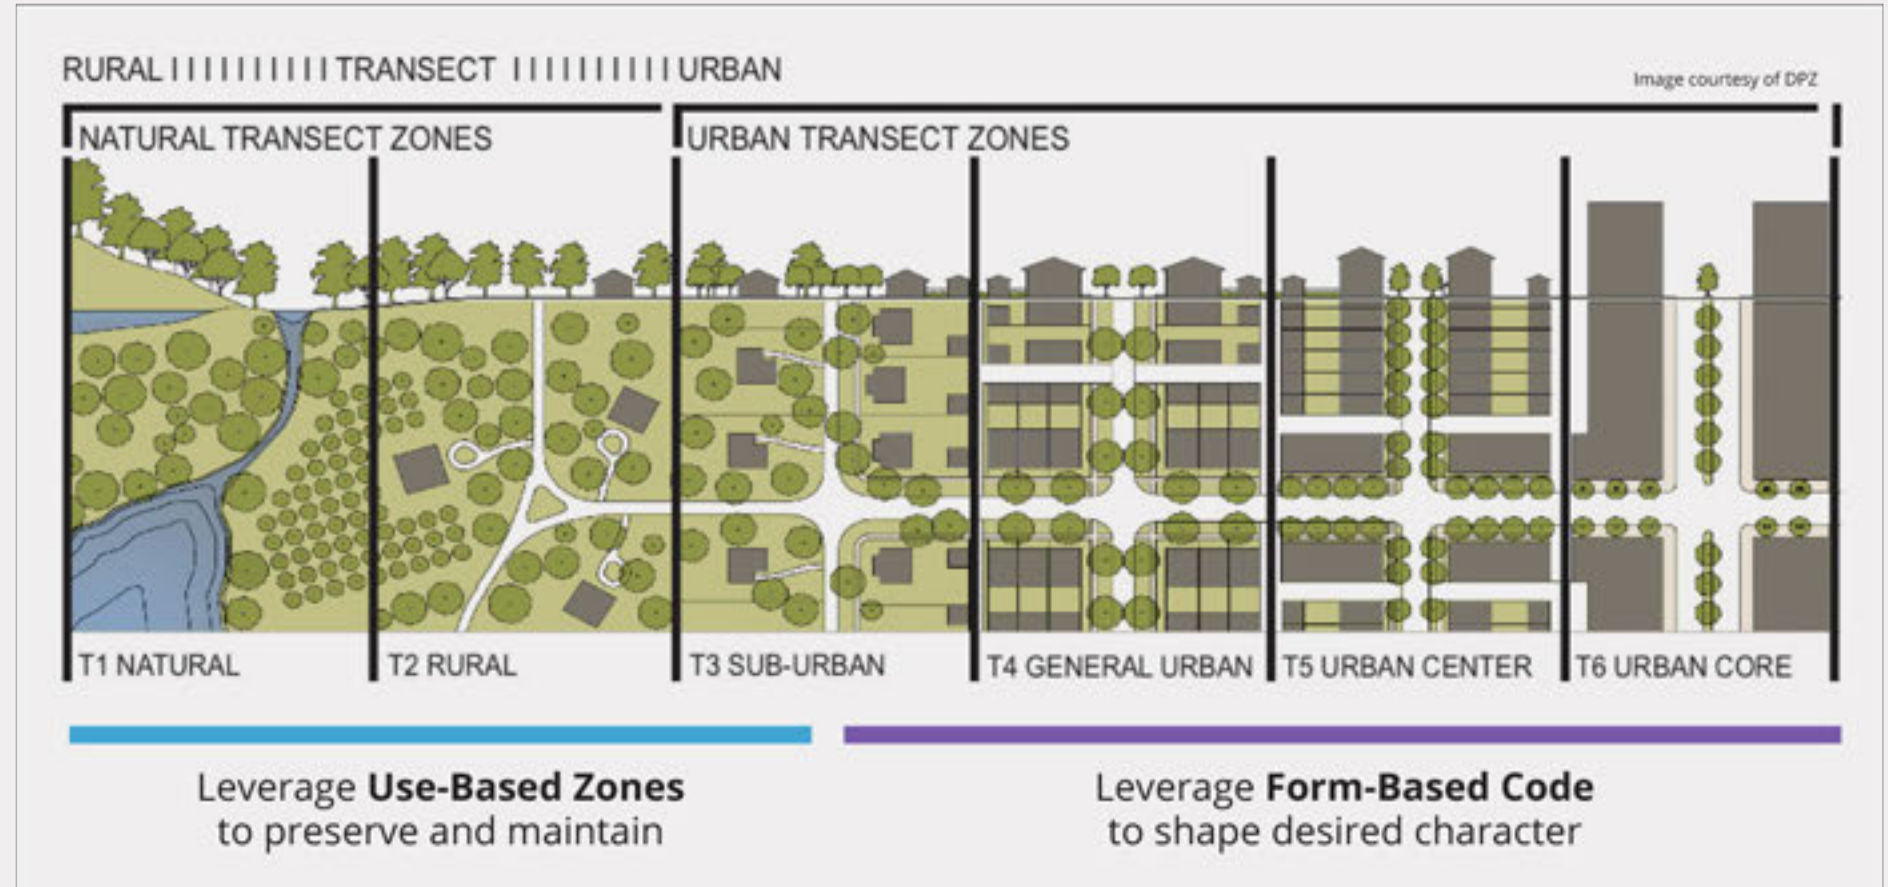 RURAL IIIIIIIIII TRANSECT IIIIIIIIII URBAN
Image courtesy of DPZ
NATURAL TRANSECT ZONES
URBAN TRANSECT ZONES
T1 NATURAL
T2 RURAL
T3 SUB-URBAN
T4 GENERAL URBAN
T5 URBAN CENTER
T6 URBAN CORE
Leverage Use-Based Zones
to preserve and maintain
Leverage Form-Based Code
to shape desired character